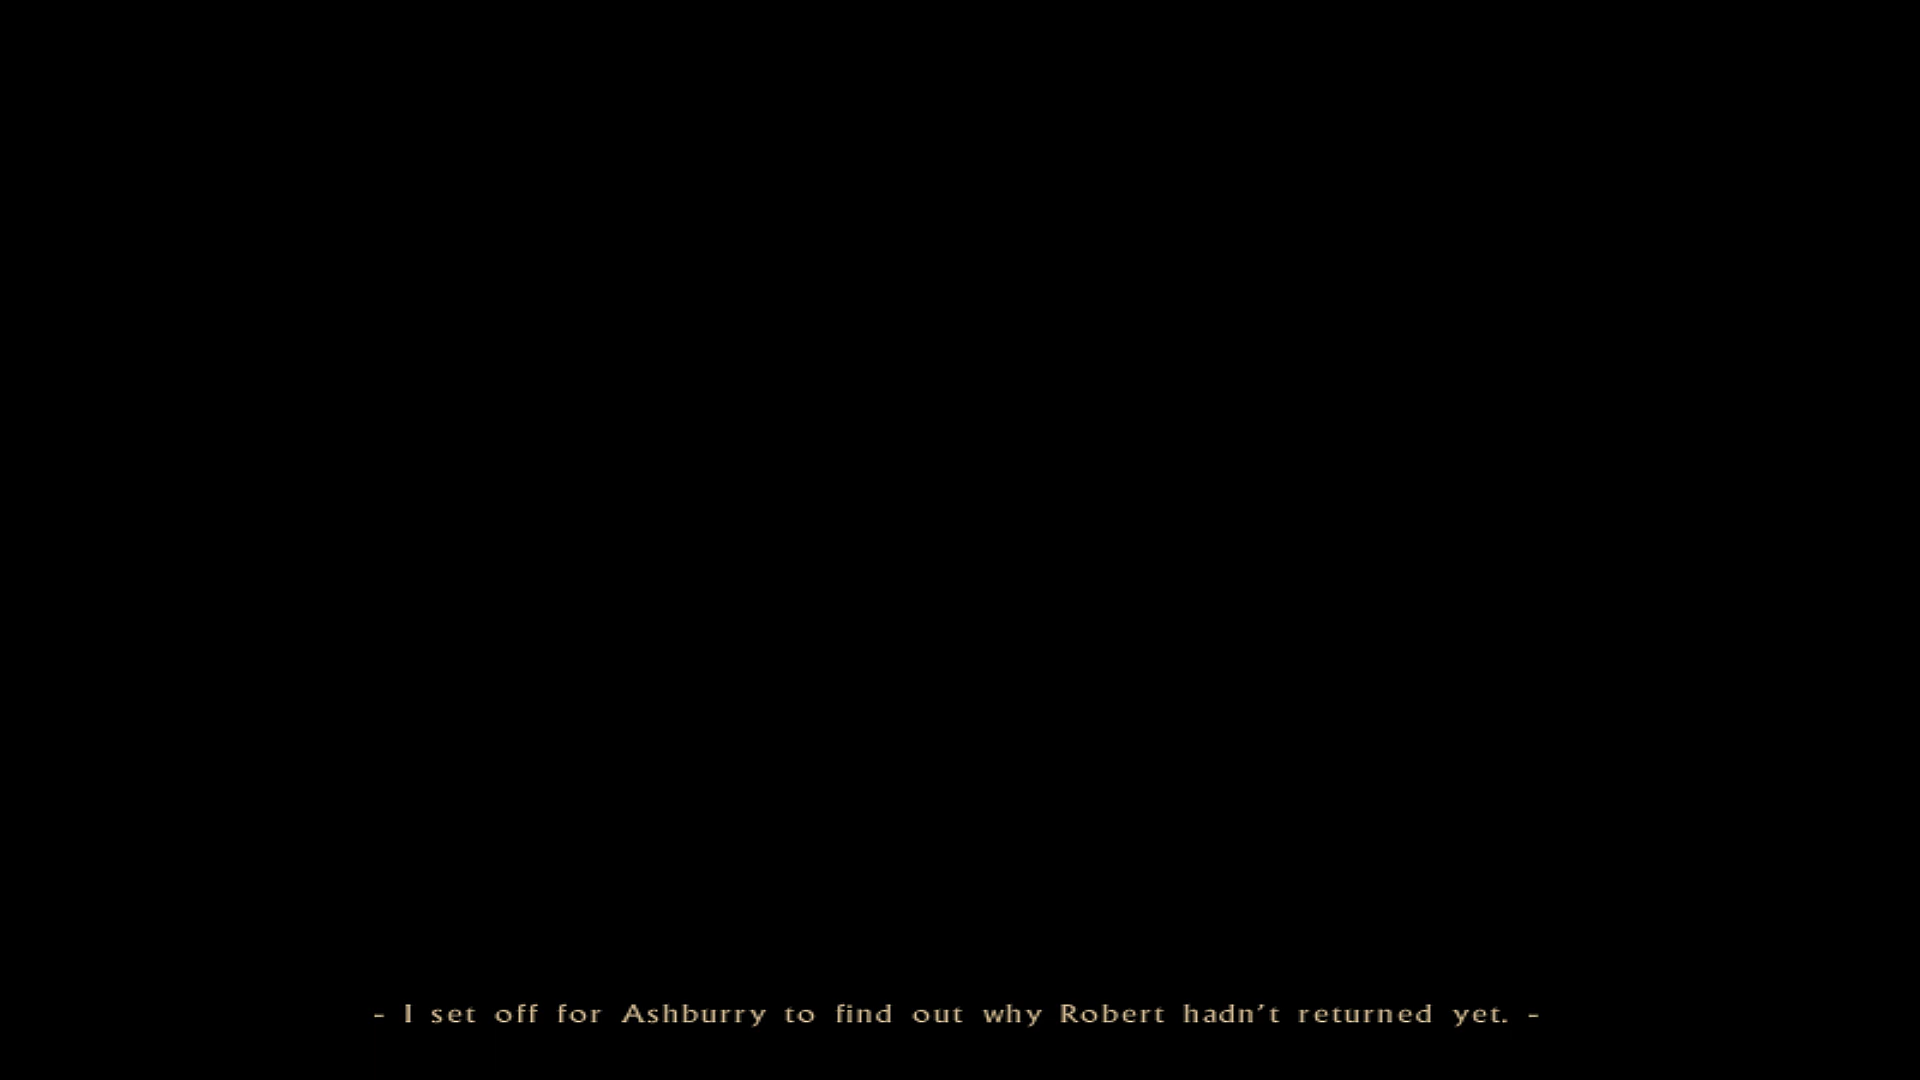 - I set off for Ashburry to find out why Robert hadn't returned yet. -